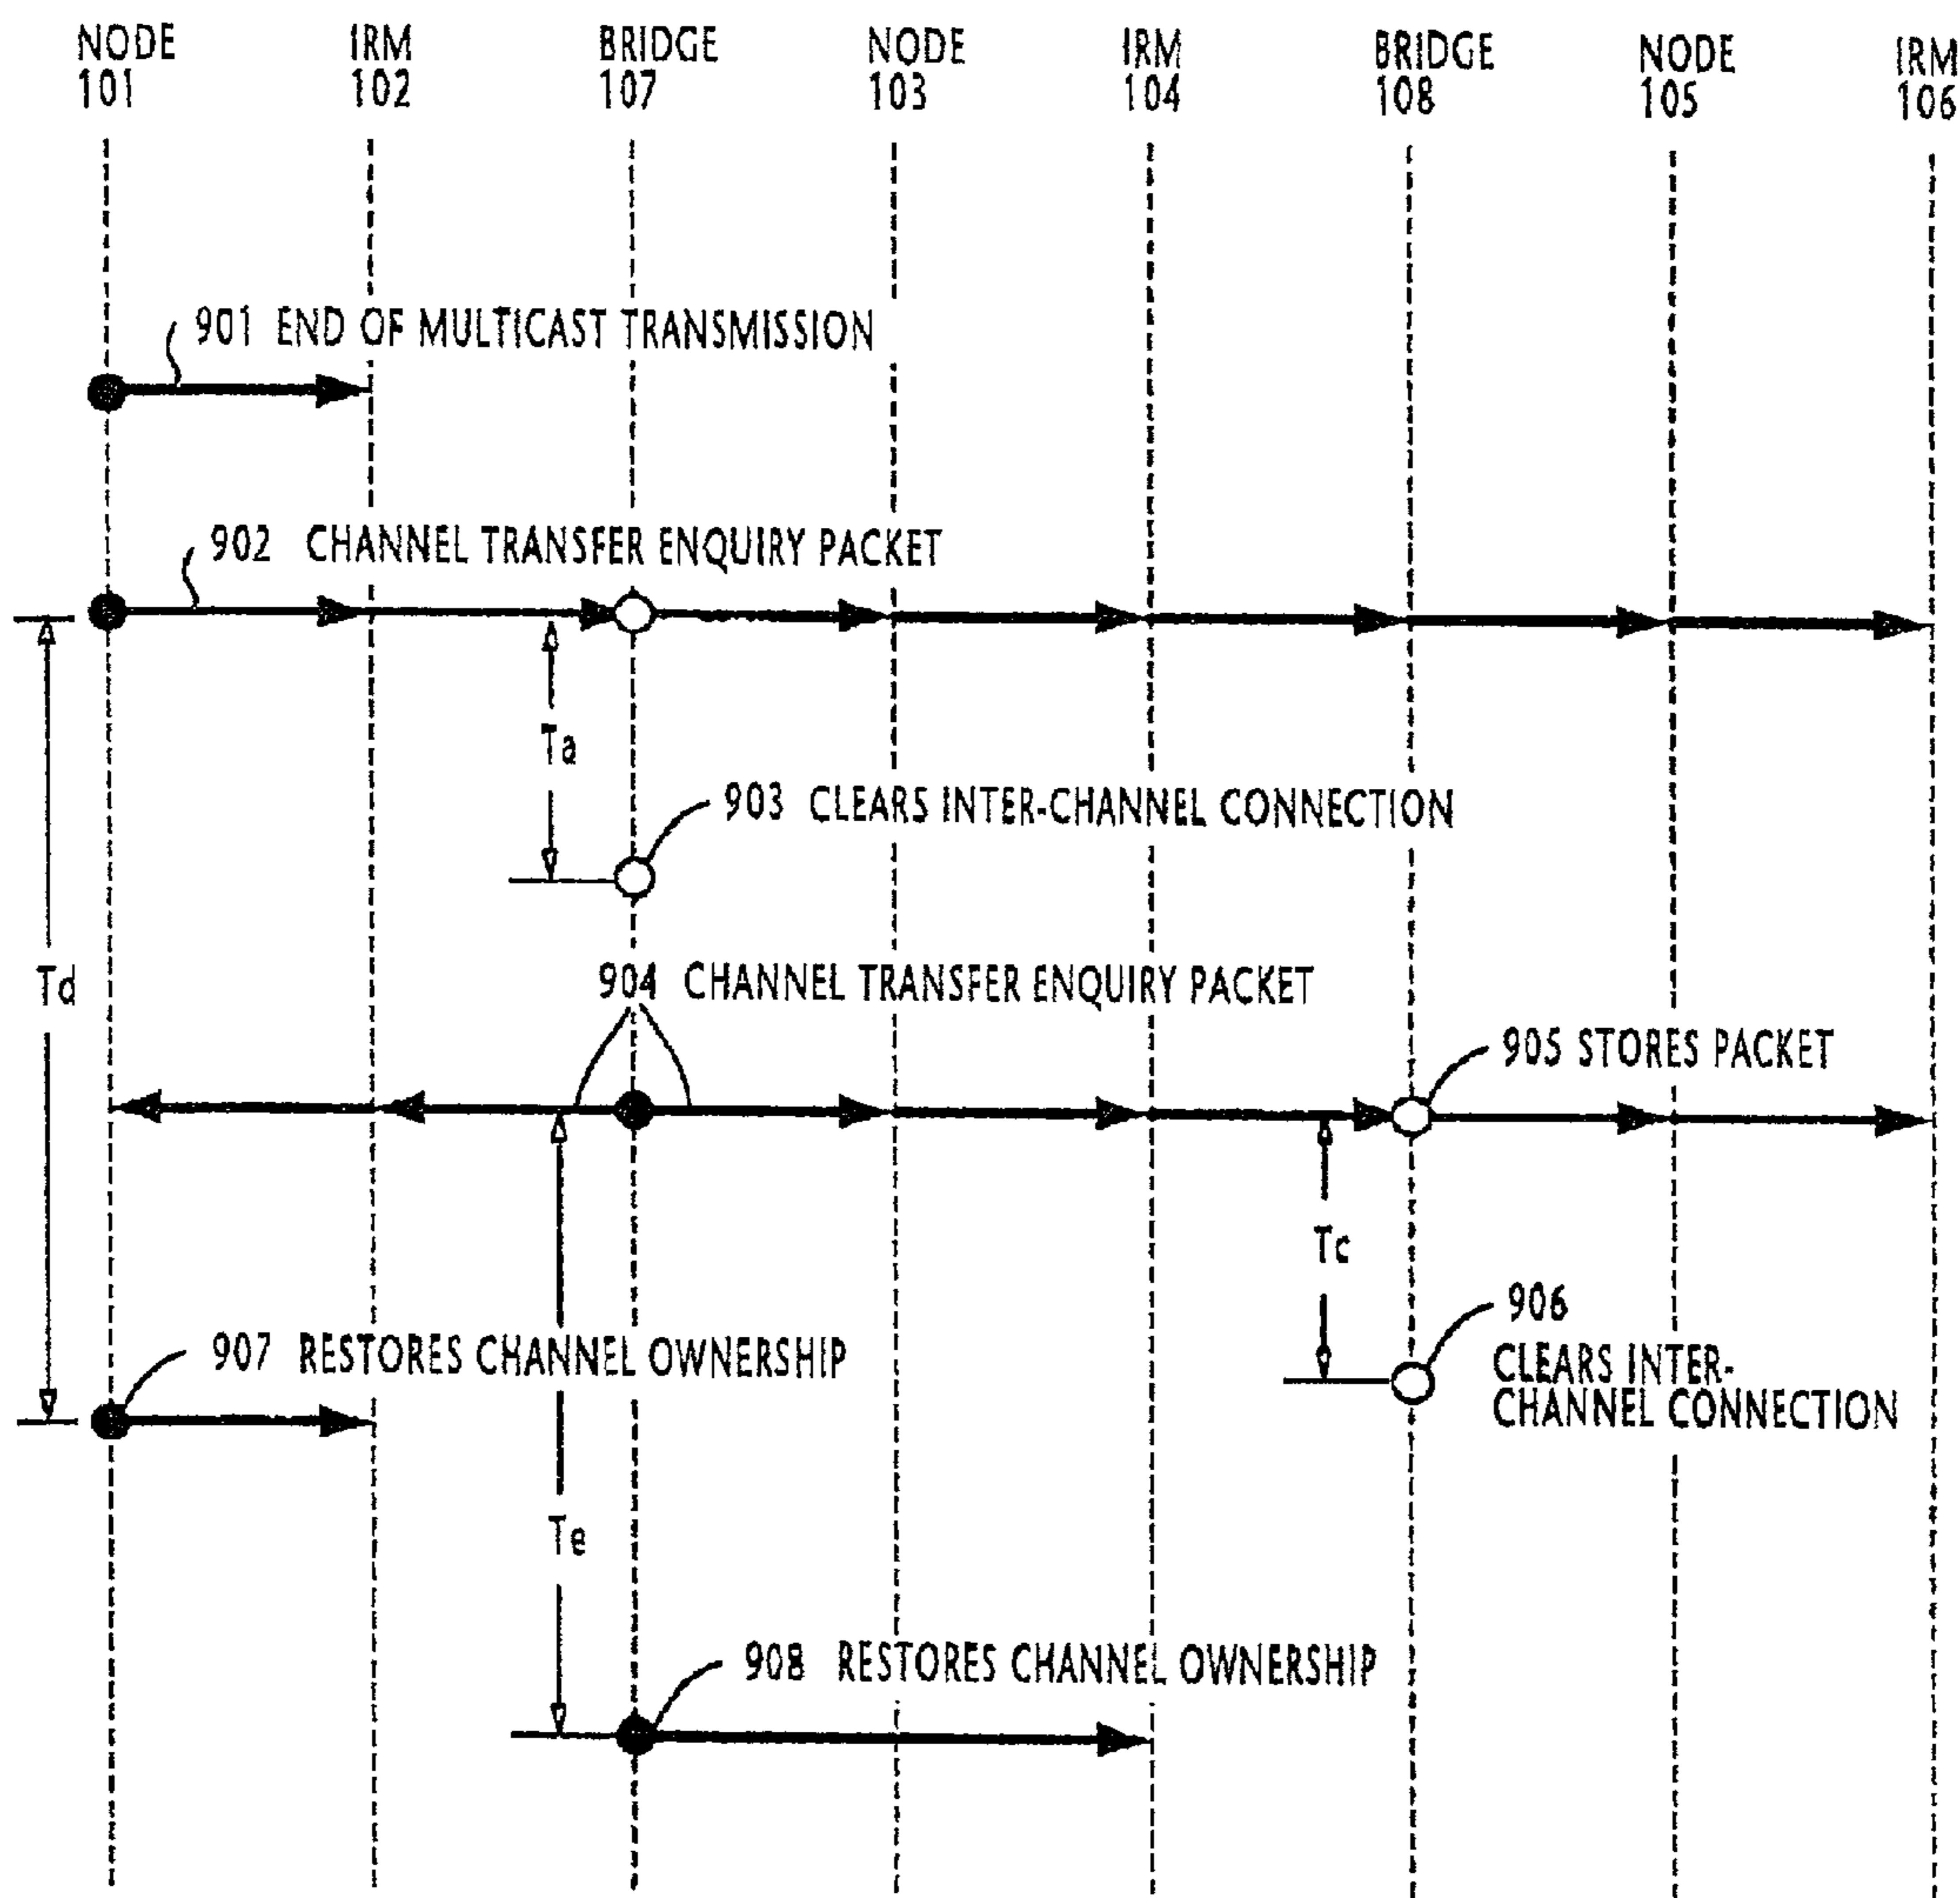 NODE
101
IRM
102
BRIDGE
107
NODE
103
IRM
104
BRIDGE
108
NODE
105
IRM
106
901 END OF MULTICAST TRANSMISSION
902 CHANNEL TRANSFER ENQUIRY PACKET
Ta
903 CLEARS INTER-CHANNEL CONNECTION
Td
904 CHANNEL TRANSFER ENQUIRY PACKET
905 STORES PACKET
Tc
906
CLEARS INTER-
CHANNEL CONNECTION
907 RESTORES CHANNEL OWNERSHIP
Te
908 RESTORES CHANNEL OWNERSHIP